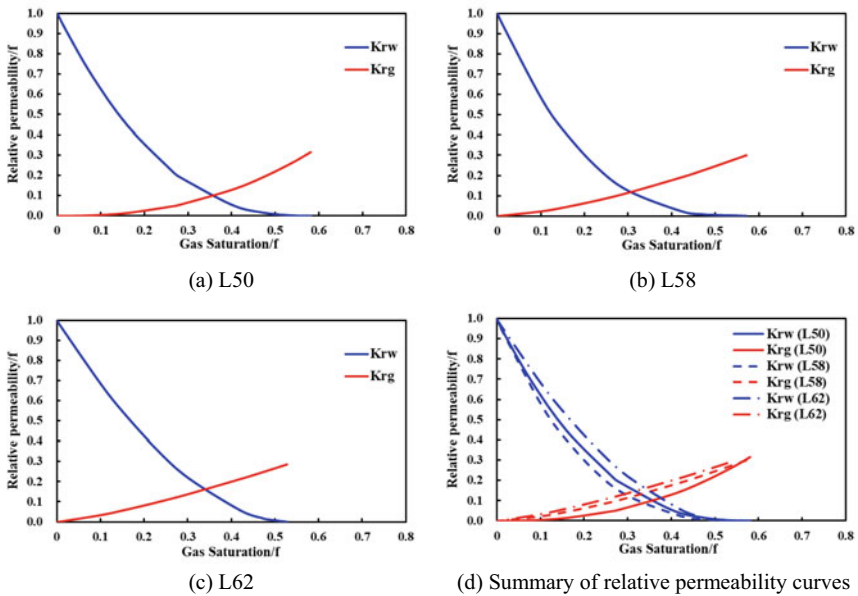 1.0
0.9
0.8
0.7
0.6
0.5
0.4
0.3
0.2
0.1
0.0
Relative permeability/f
Krw
Krg
0 0.1 0.2 0.3 0.4 0.5 0.6 0.7 0.8
Gas Saturation/f
(a) L50
1.0
0.9
0.8
0.7
0.6
0.5
0.4
0.3
0.2
0.1
0.0
Relative permeability/f
Krw
Krg
0 0.1 0.2 0.3 0.4 0.5 0.6 0.7 0.8
Gas Saturation/f
(b) L58
1.0
0.9
0.8
0.7
0.6
0.5
0.4
0.3
0.2
0.1
0.0
Relative permeability/f
Krw
Krg
0 0.1 0.2 0.3 0.4 0.5 0.6 0.7 0.8
Gas Saturation/f
(c) L62
1.0
0.9
0.8
0.7
0.6
0.5
0.4
0.3
0.2
0.1
0.0
Relative permeability/f
Krw (L50)
Krg (L50)
Krw (L58)
Krg (L58)
Krw (L62)
Krg (L62)
0 0.1 0.2 0.3 0.4 0.5 0.6 0.7 0.8
Gas Saturation/f
(d) Summary of relative permeability curves